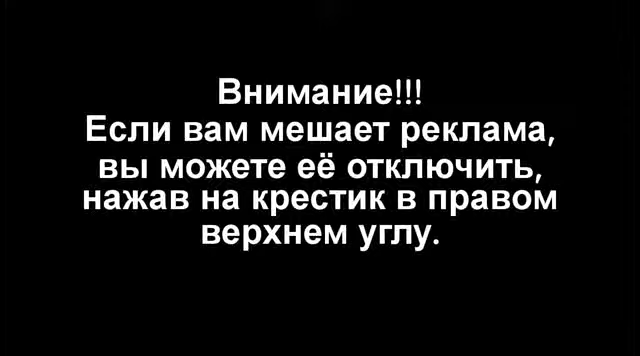 Внимание!!!
Если вам мешает реклама,
вы можете её отключить,
нажав на крестик в правом
верхнем углу.